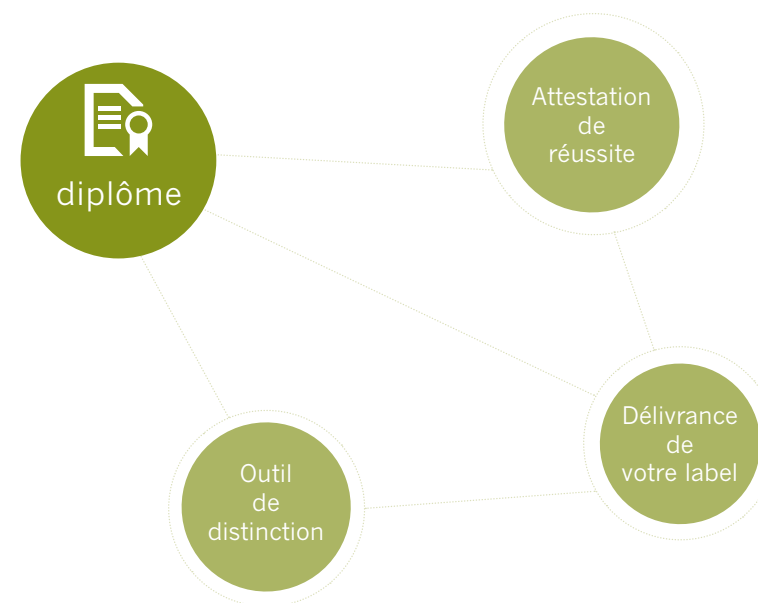 diplôme
Attestation
de
réussite
Délivrance
de
votre label
Outil
de
distinction